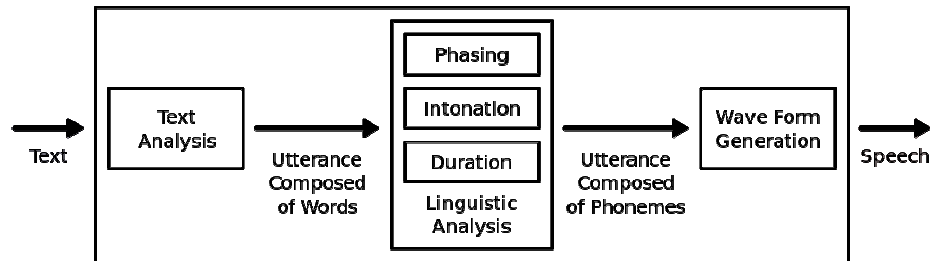 Text
Text
Analysis
Utterance
Composed
of Words
Phasing
Intonation
Duration
Linguistic
Analysis
Utterance
Composed
of Phonemes
Wave Form
Generation
Speech